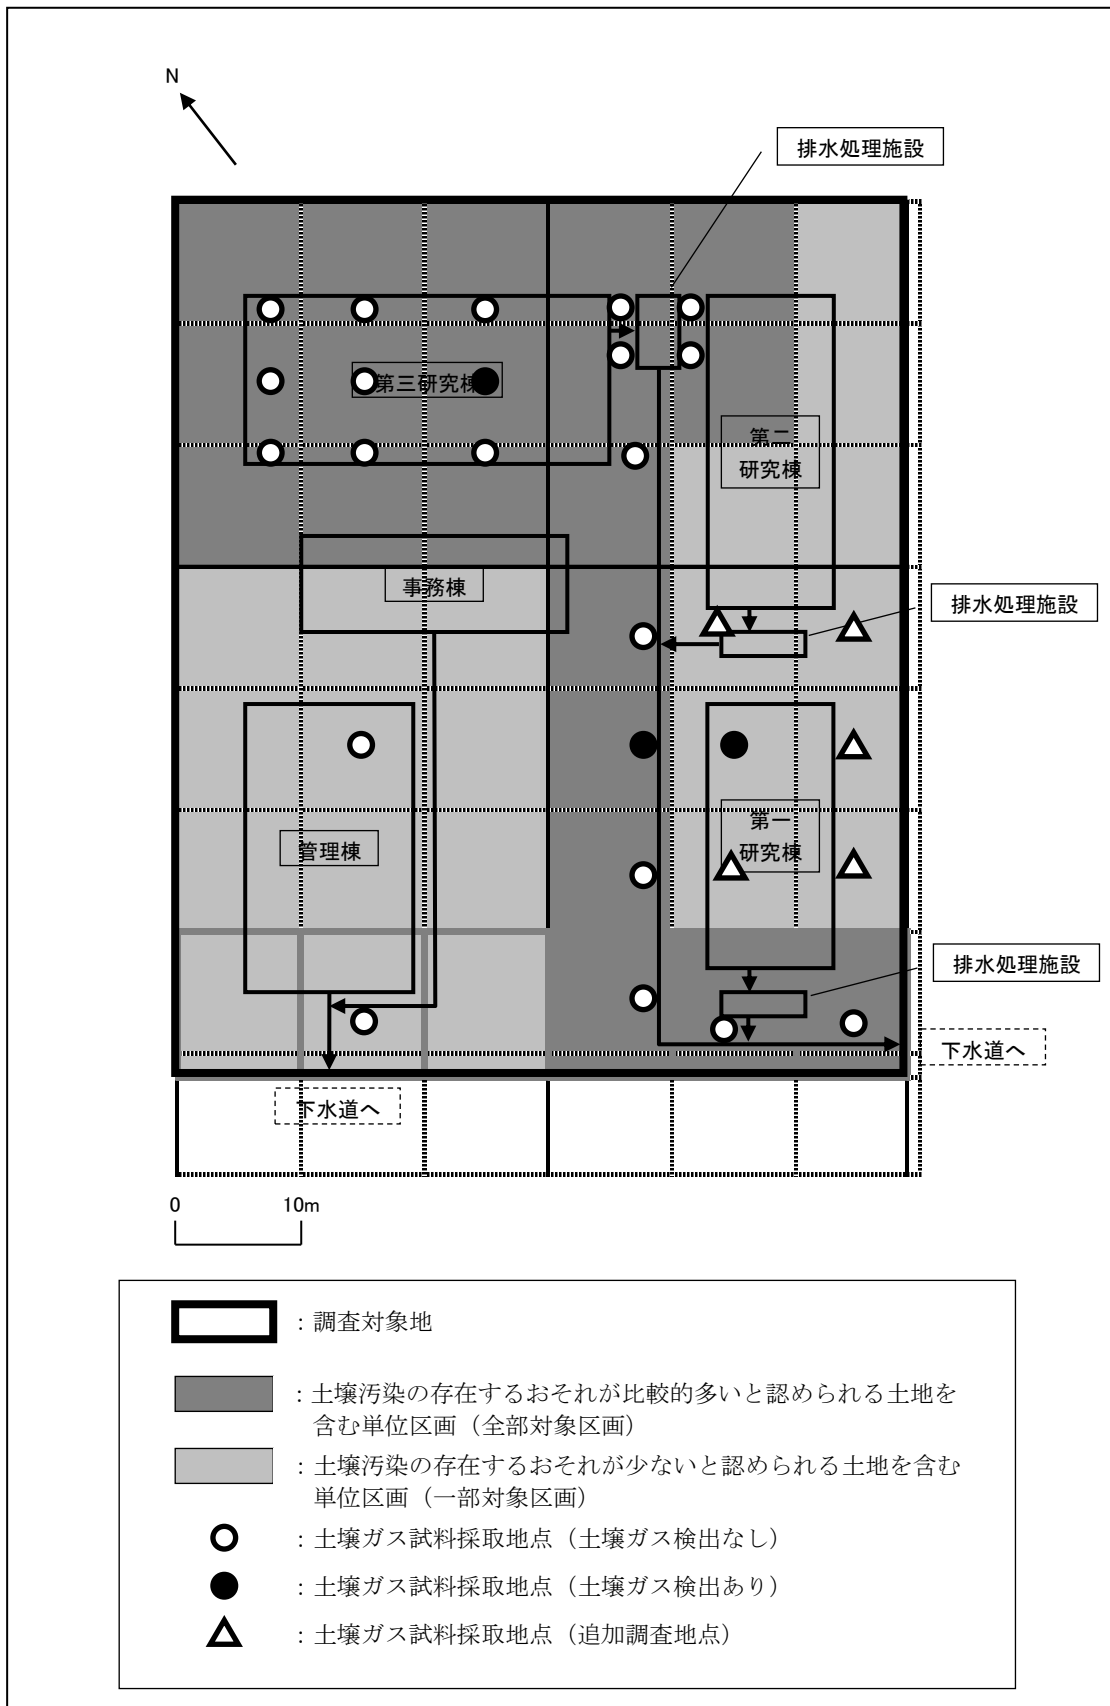 N
排水処理施設
第三研究棟
第二
研究棟
事務棟
排水処理施設
第一
研究棟
管理棟
排水処理施設
下水道へ
下水道へ
0 10m
：調査対象地
：土壌汚染の存在するおそれが比較的多いと認められる土地を
含む単位区画（全部対象区画）
：土壌汚染の存在するおそれが少ないと認められる土地を含む
単位区画（一部対象区画）
：土壌ガス試料採取地点（土壌ガス検出なし）
：土壌ガス試料採取地点（土壌ガス検出あり）
：土壌ガス試料採取地点（追加調査地点）